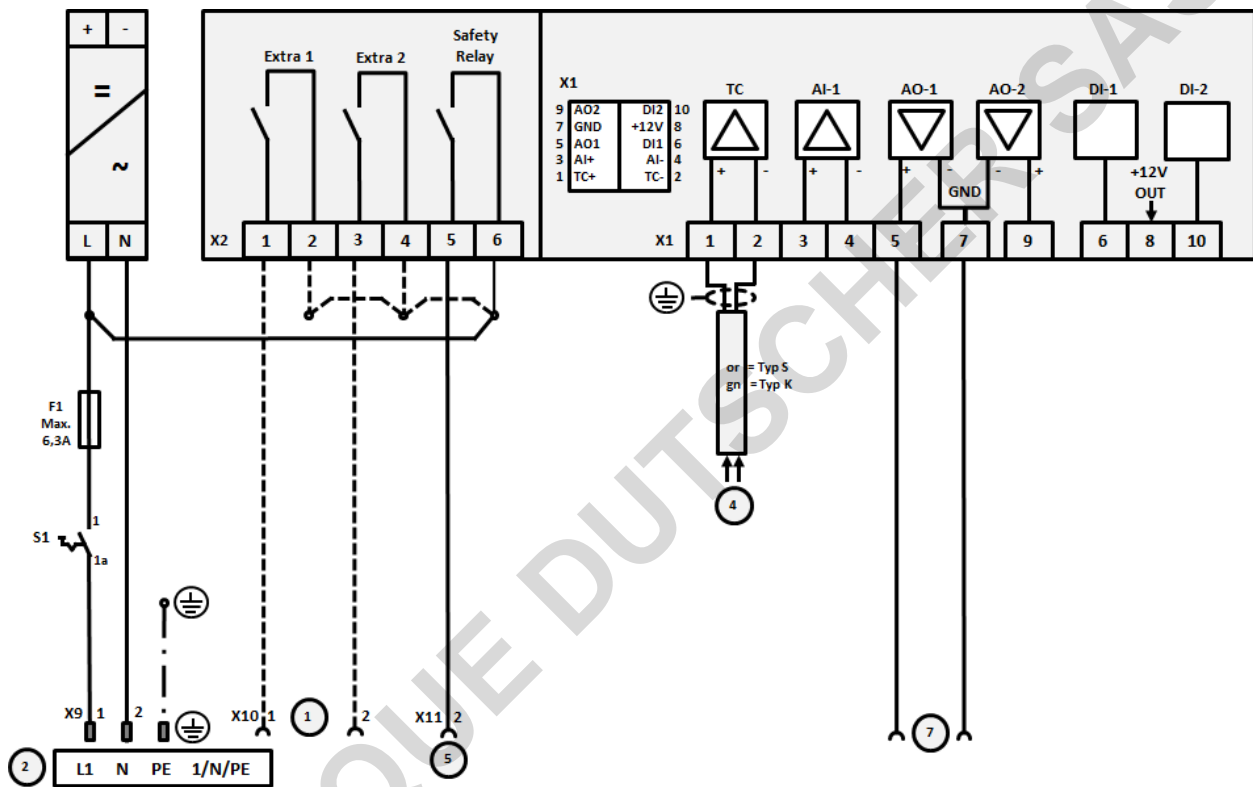 + -
=
~
L N
Extra 1
Extra 2
Safety
Relay
X2 1 2 3 4 5 6
X1
9 AO2 DI2 10
7 GND +12V 8
5 AO1 DI1 6
3 AI+ AI- 4
1 TC+ TC- 2
TC
AI-1
AO-1
AO-2
DI-1
DI-2
+ - + - + - - +
GND
+12V
OUT
X1 1 2 3 4 5 7 9 6 8 10
or = Typ S
gn = Typ K
4
F1
Max.
6,3A
S1
1
1a
X9 1 2
X10 1
1
2
X11 2
5
7
2
L1 N PE 1/N/PE
QUE DUTSCHER SAS